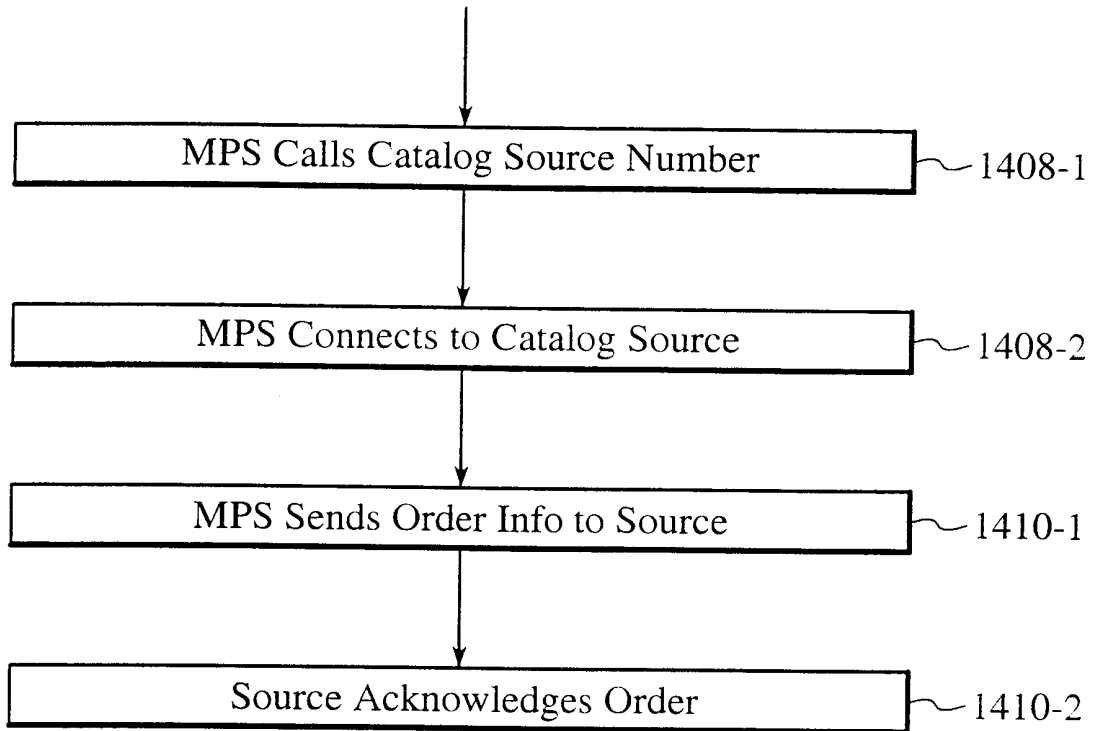 MPS Calls Catalog Source Number
1408-1
MPS Connects to Catalog Source
1408-2
MPS Sends Order Info to Source
1410-1
Source Acknowledges Order
1410-2